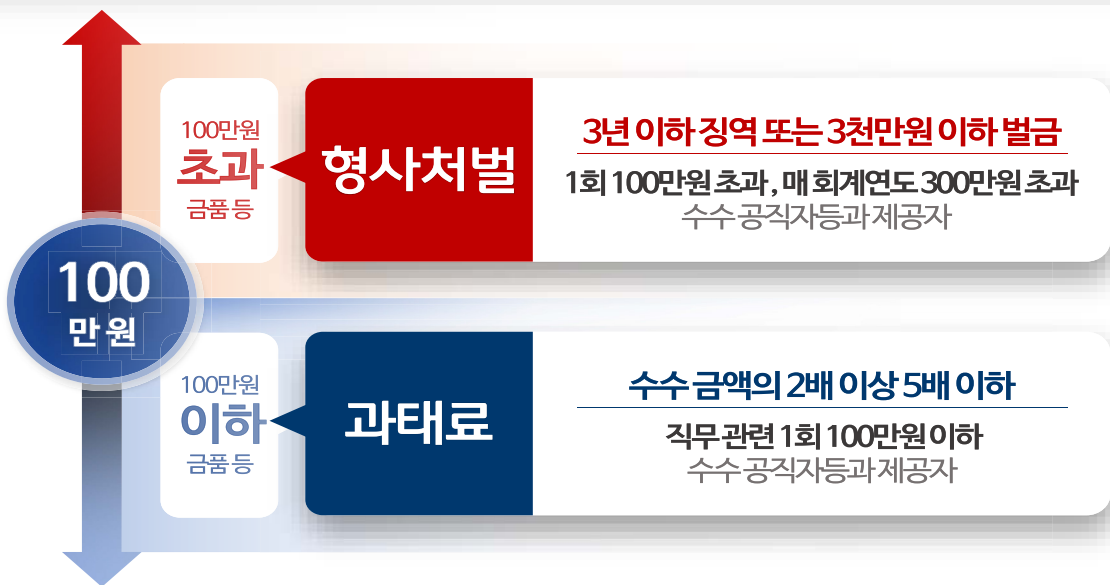 100만원
초과
금품 등
형사처벌
3년 이하 징역 또는 3천만원 이하 벌금
1회 100만원 초과, 매 회계연도 300만원 초과
수수 공직자등과 제공자
100
만 원
100만원
이하
금품 등
과태료
수수 금액의 2배 이상 5배 이하
직무 관련 1회 100만원 이하
수수 공직자등과 제공자